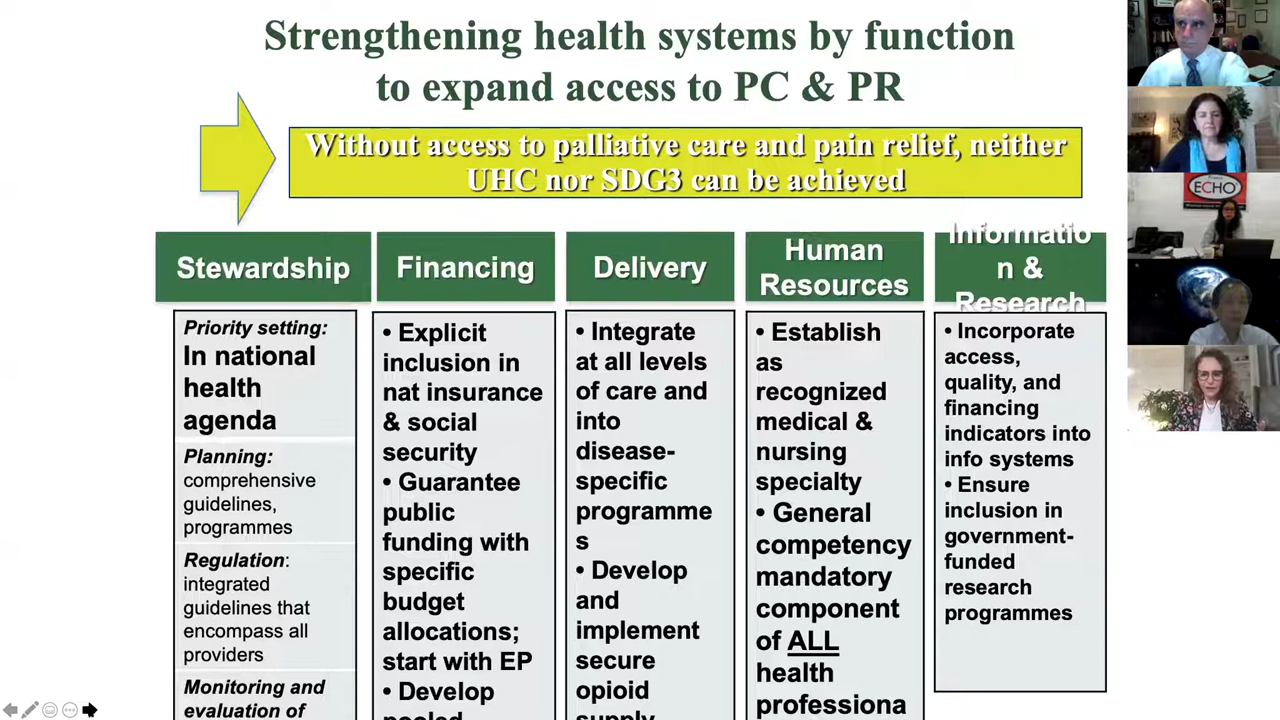 Strengthening health systems by function
to expand access to PC & PR
Without access to palliative care and pain relief, neither
UHC nor SDG3 can be achieved
Stewardship
Priority setting:
In national
health
agenda
Planning:
comprehensive
guidelines,
programmes
Regulation:
integrated
guidelines that
encompass all
providers
Monitoring and
evaluation of
Financing
• Explicit
inclusion in
nat insurance
& social
security
• Guarantee
public
funding with
specific
budget
allocations;
start with EP
• Develop
pooled
Delivery
• Integrate
at all levels
of care and
into
disease-
specific
programme
s
• Develop
and
implement
secure
opioid
supply
Human
Resources
• Establish
as
recognized
medical &
nursing
specialty
• General
competency
mandatory
component
of ALL
health
professiona
Informatio
n &
Research
• Incorporate
access,
quality, and
financing
indicators into
info systems
• Ensure
inclusion in
government-
funded
research
programmes
ECHO